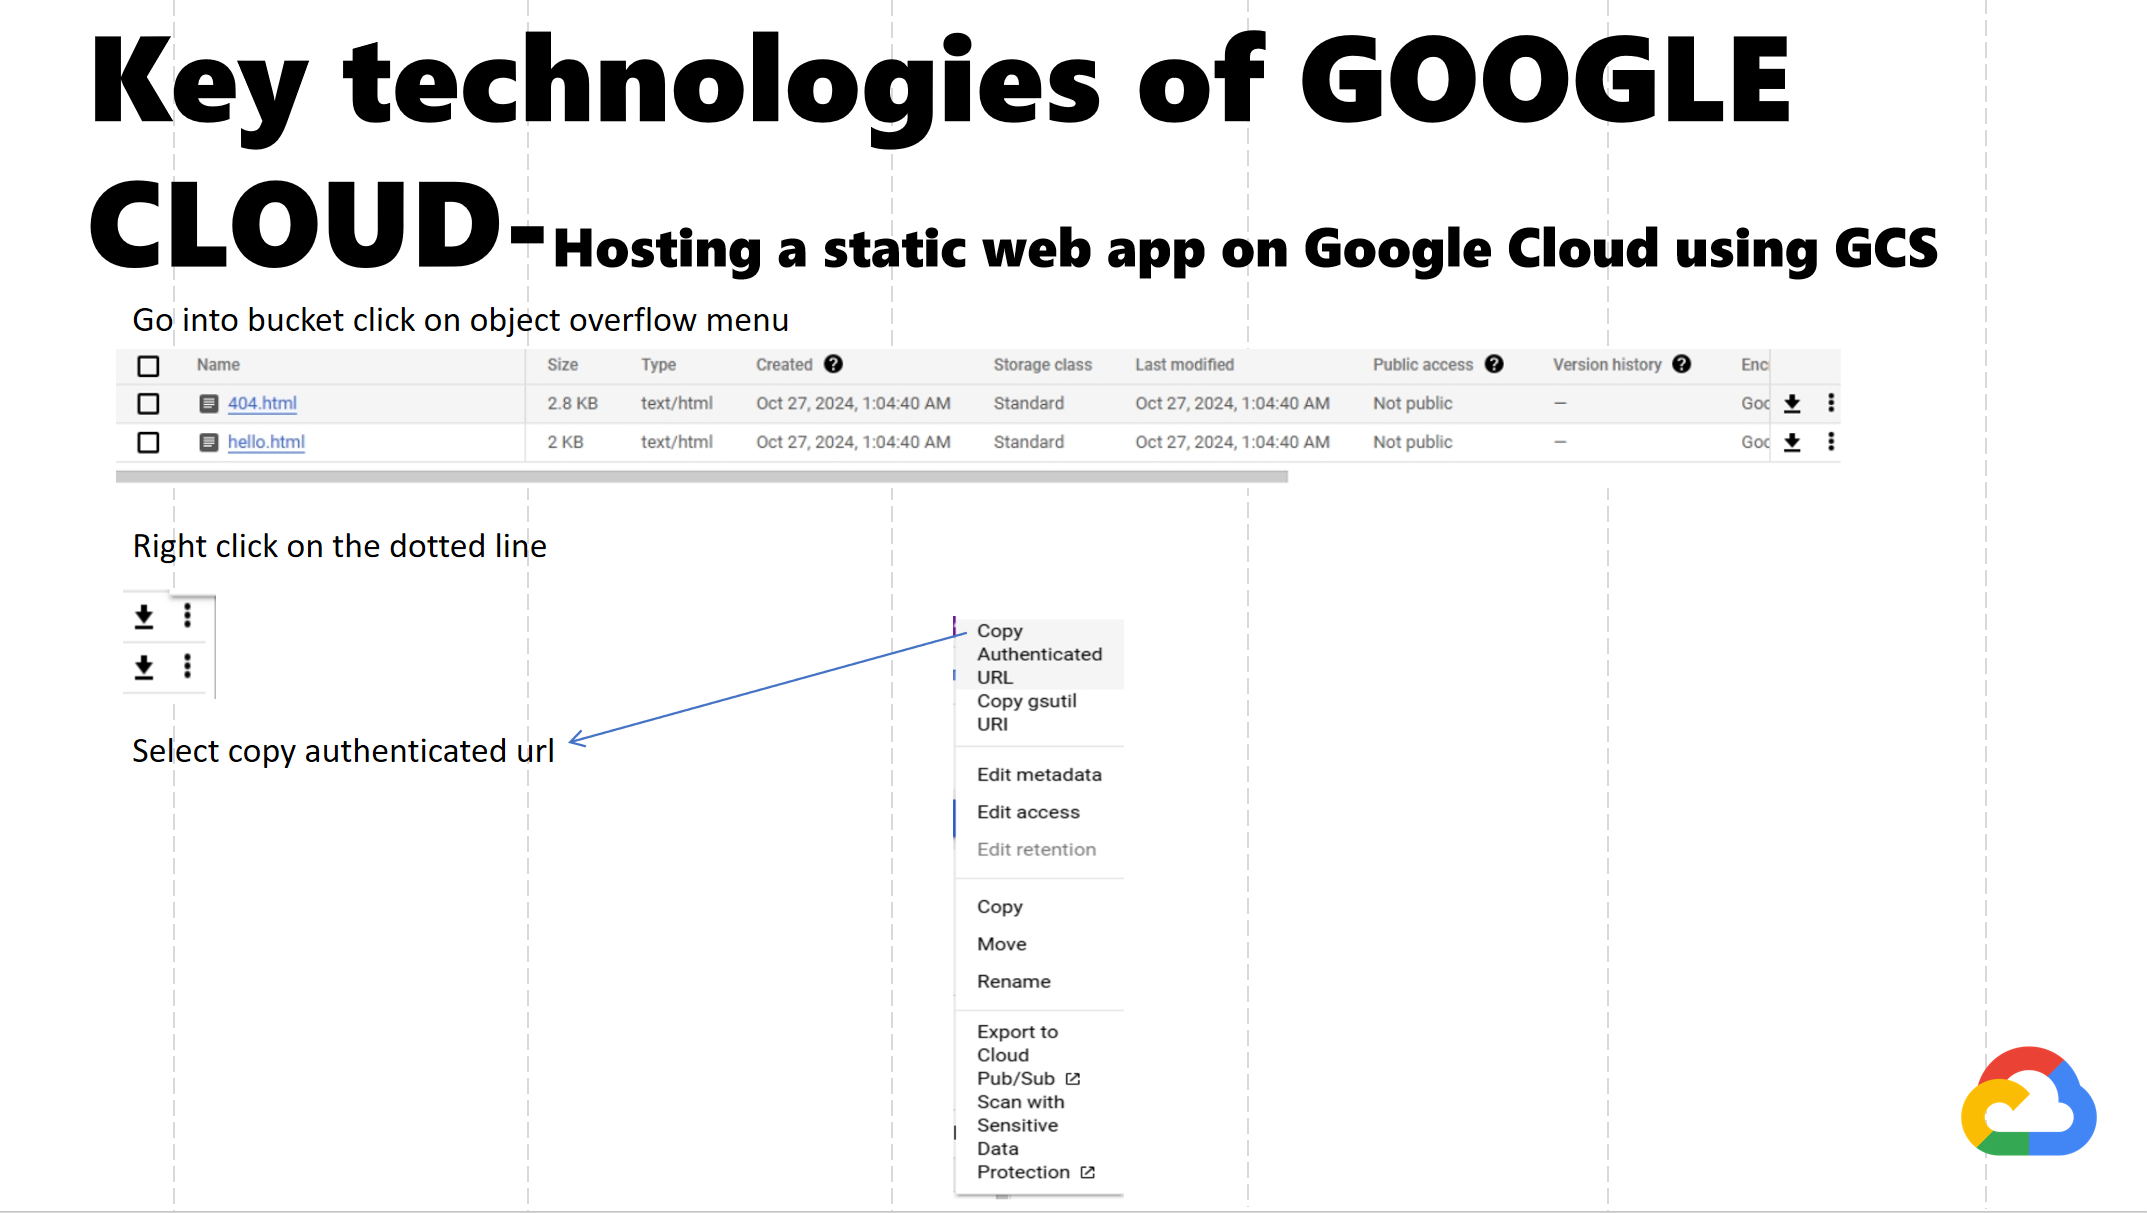 Key technologies of GOOGLE
CLOUD-Hosting a static web app on Google Cloud using GCS
Go into bucket click on object overflow menu
Name Size Type Created Storage class Last modified Public access Version history Enc
404.html 2.8 KB text/html Oct 27, 2024, 1:04:40 AM Standard Oct 27, 2024, 1:04:40 AM Not public — Goo
hello.html 2 KB text/html Oct 27, 2024, 1:04:40 AM Standard Oct 27, 2024, 1:04:40 AM Not public — Goo
Right click on the dotted line
Select copy authenticated url
Copy
Authenticated
URL
Copy gsutil
URI
Edit metadata
Edit access
Edit retention
Copy
Move
Rename
Export to
Cloud
Pub/Sub
Scan with
Sensitive
Data
Protection